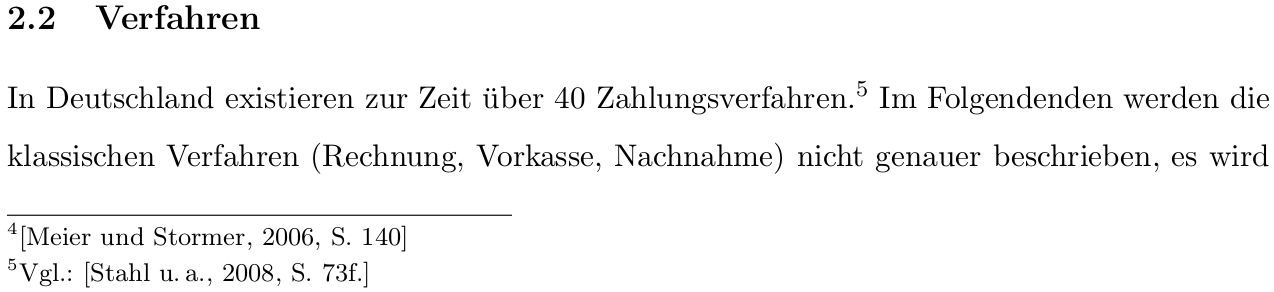 2.2 Verfahren
In Deutschland existieren zur Zeit über 40 Zahlungsverfahren.⁵ Im Folgendenden werden die
klassischen Verfahren (Rechnung, Vorkasse, Nachnahme) nicht genauer beschrieben, es wird
⁴[Meier und Stormer, 2006, S. 140]
⁵Vgl.: [Stahl u. a., 2008, S. 73f.]